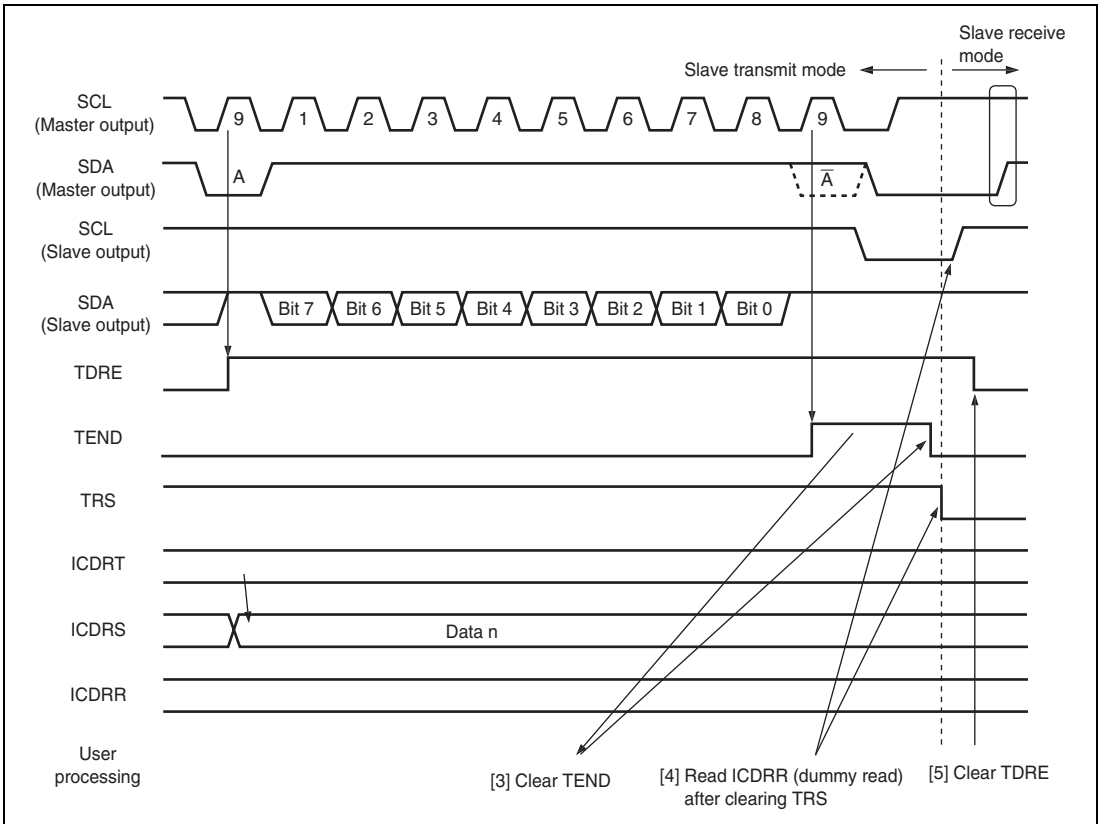 Slave receive
mode
Slave transmit mode
SCL
(Master output)
9 1 2 3 4 5 6 7 8 9
SDA
(Master output)
A A̅
SCL
(Slave output)
SDA
(Slave output)
Bit 7 Bit 6 Bit 5 Bit 4 Bit 3 Bit 2 Bit 1 Bit 0
TDRE
TEND
TRS
ICDRT
ICDRS
Data n
ICDRR
User
processing
[3] Clear TEND
[4] Read ICDRR (dummy read)
after clearing TRS
[5] Clear TDRE